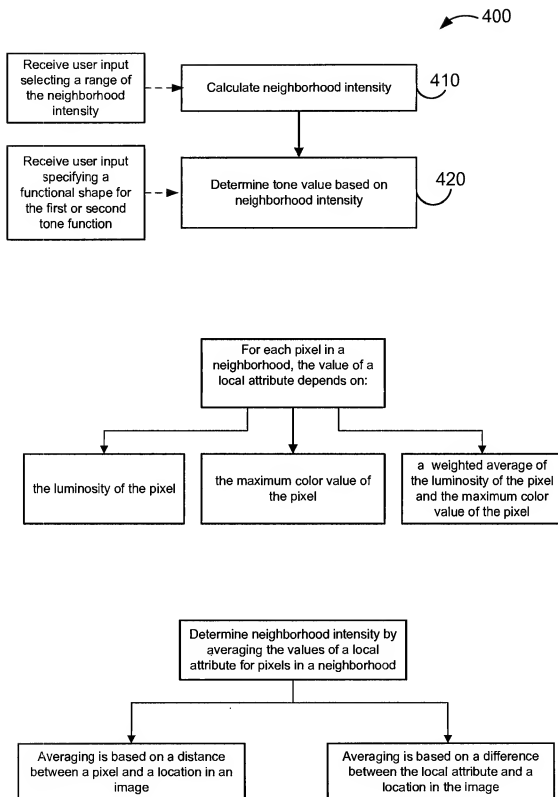 400
Receive user input
selecting a range of
the neighborhood
intensity
Calculate neighborhood intensity
410
Receive user input
specifying a
functional shape for
the first or second
tone function
Determine tone value based on
neighborhood intensity
420
For each pixel in a
neighborhood, the value of a
local attribute depends on:
the luminosity of the pixel
the maximum color value of
the pixel
a weighted average of
the luminosity of the pixel
and the maximum color
value of the pixel
Determine neighborhood intensity by
averaging the values of a local
attribute for pixels in a neighborhood
Averaging is based on a distance
between a pixel and a location in an
image
Averaging is based on a difference
between the local attribute and a
location in the image